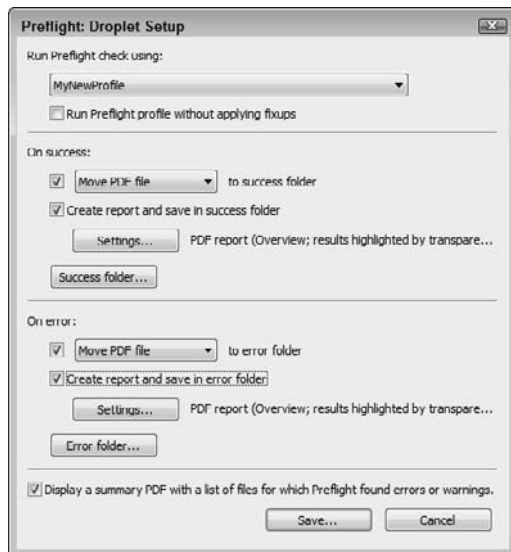 Preflight: Droplet Setup
Run Preflight check using:
MyNewProfile
Run Preflight profile without applying fixups
On success:
Move PDF file to success folder
Create report and save in success folder
Settings... PDF report (Overview; results highlighted by transpare...
Success folder...
On error:
Move PDF file to error folder
Create report and save in error folder
Settings... PDF report (Overview; results highlighted by transpare...
Error folder...
Display a summary PDF with a list of files for which Preflight found errors or warnings.
Save... Cancel